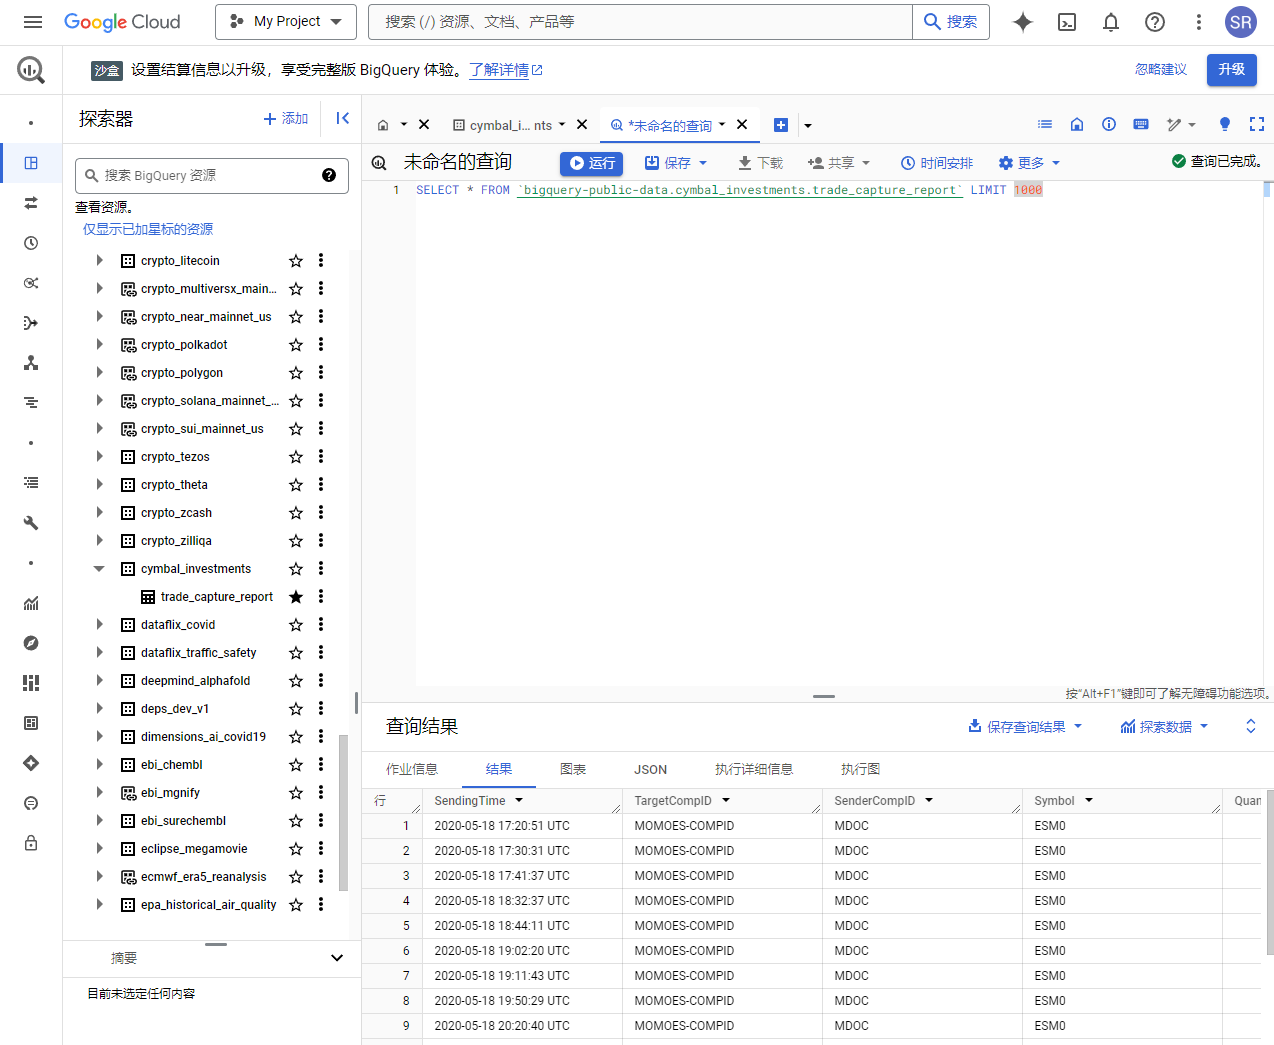 Google Cloud
My Project
搜索 (/) 资源、文档、产品等
搜索
SR
沙盒 设置结算信息以升级，享受完整版 BigQuery 体验。了解详情
忽略建议
升级
探索器
添加
搜索 BigQuery 资源
查看资源。
仅显示已加星标的资源
crypto_litecoin
crypto_multiversx_main...
crypto_near_mainnet_us
crypto_polkadot
crypto_polygon
crypto_solana_mainnet_...
crypto_sui_mainnet_us
crypto_tezos
crypto_theta
crypto_zcash
crypto_zilliqa
cymbal_investments
trade_capture_report
dataflix_covid
dataflix_traffic_safety
deepmind_alphafold
deps_dev_v1
dimensions_ai_covid19
ebi_chembl
ebi_mgnify
ebi_surechembl
eclipse_megamovie
ecmwf_era5_reanalysis
epa_historical_air_quality
摘要
目前未选定任何内容
cymbal_i... nts
*未命名的查询
未命名的查询
运行
保存
下载
共享
时间安排
更多
查询已完成。
1 SELECT * FROM `bigquery-public-data.cymbal_investments.trade_capture_report` LIMIT 1000
按"Alt+F1"键即可了解无障碍功能选项。
查询结果
保存查询结果
探索数据
作业信息 结果 图表 JSON 执行详细信息 执行图
行 SendingTime TargetCompID SenderCompID Symbol Quan
1 2020-05-18 17:20:51 UTC MOMOES-COMPID MDOC ESM0
2 2020-05-18 17:30:31 UTC MOMOES-COMPID MDOC ESM0
3 2020-05-18 17:41:37 UTC MOMOES-COMPID MDOC ESM0
4 2020-05-18 18:32:37 UTC MOMOES-COMPID MDOC ESM0
5 2020-05-18 18:44:11 UTC MOMOES-COMPID MDOC ESM0
6 2020-05-18 19:02:20 UTC MOMOES-COMPID MDOC ESM0
7 2020-05-18 19:11:43 UTC MOMOES-COMPID MDOC ESM0
8 2020-05-18 19:50:29 UTC MOMOES-COMPID MDOC ESM0
9 2020-05-18 20:20:40 UTC MOMOES-COMPID MDOC ESM0